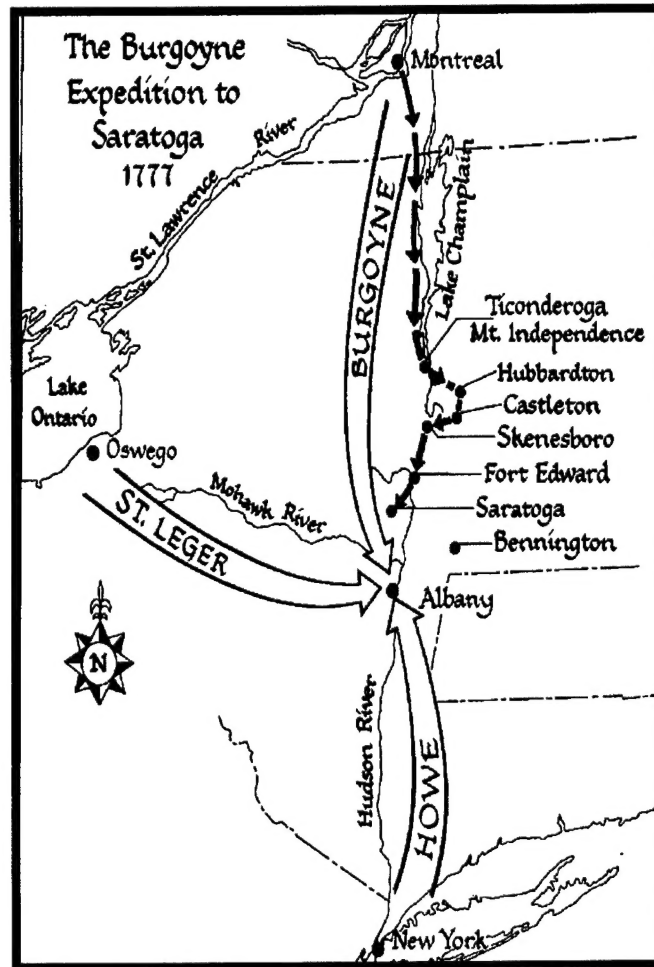 The Burgoyne
Expedition to
Saratoga
1777
Montreal
St. Lawrence River
Lake Champlain
BURGOYNE
Ticonderoga
Mt. Independence
Hubbardton
Castleton
Skenesboro
Fort Edward
Saratoga
Bennington
Lake
Ontario
Oswego
Mohawk River
ST. LEGER
Albany
N
Hudson River
HOWE
New York